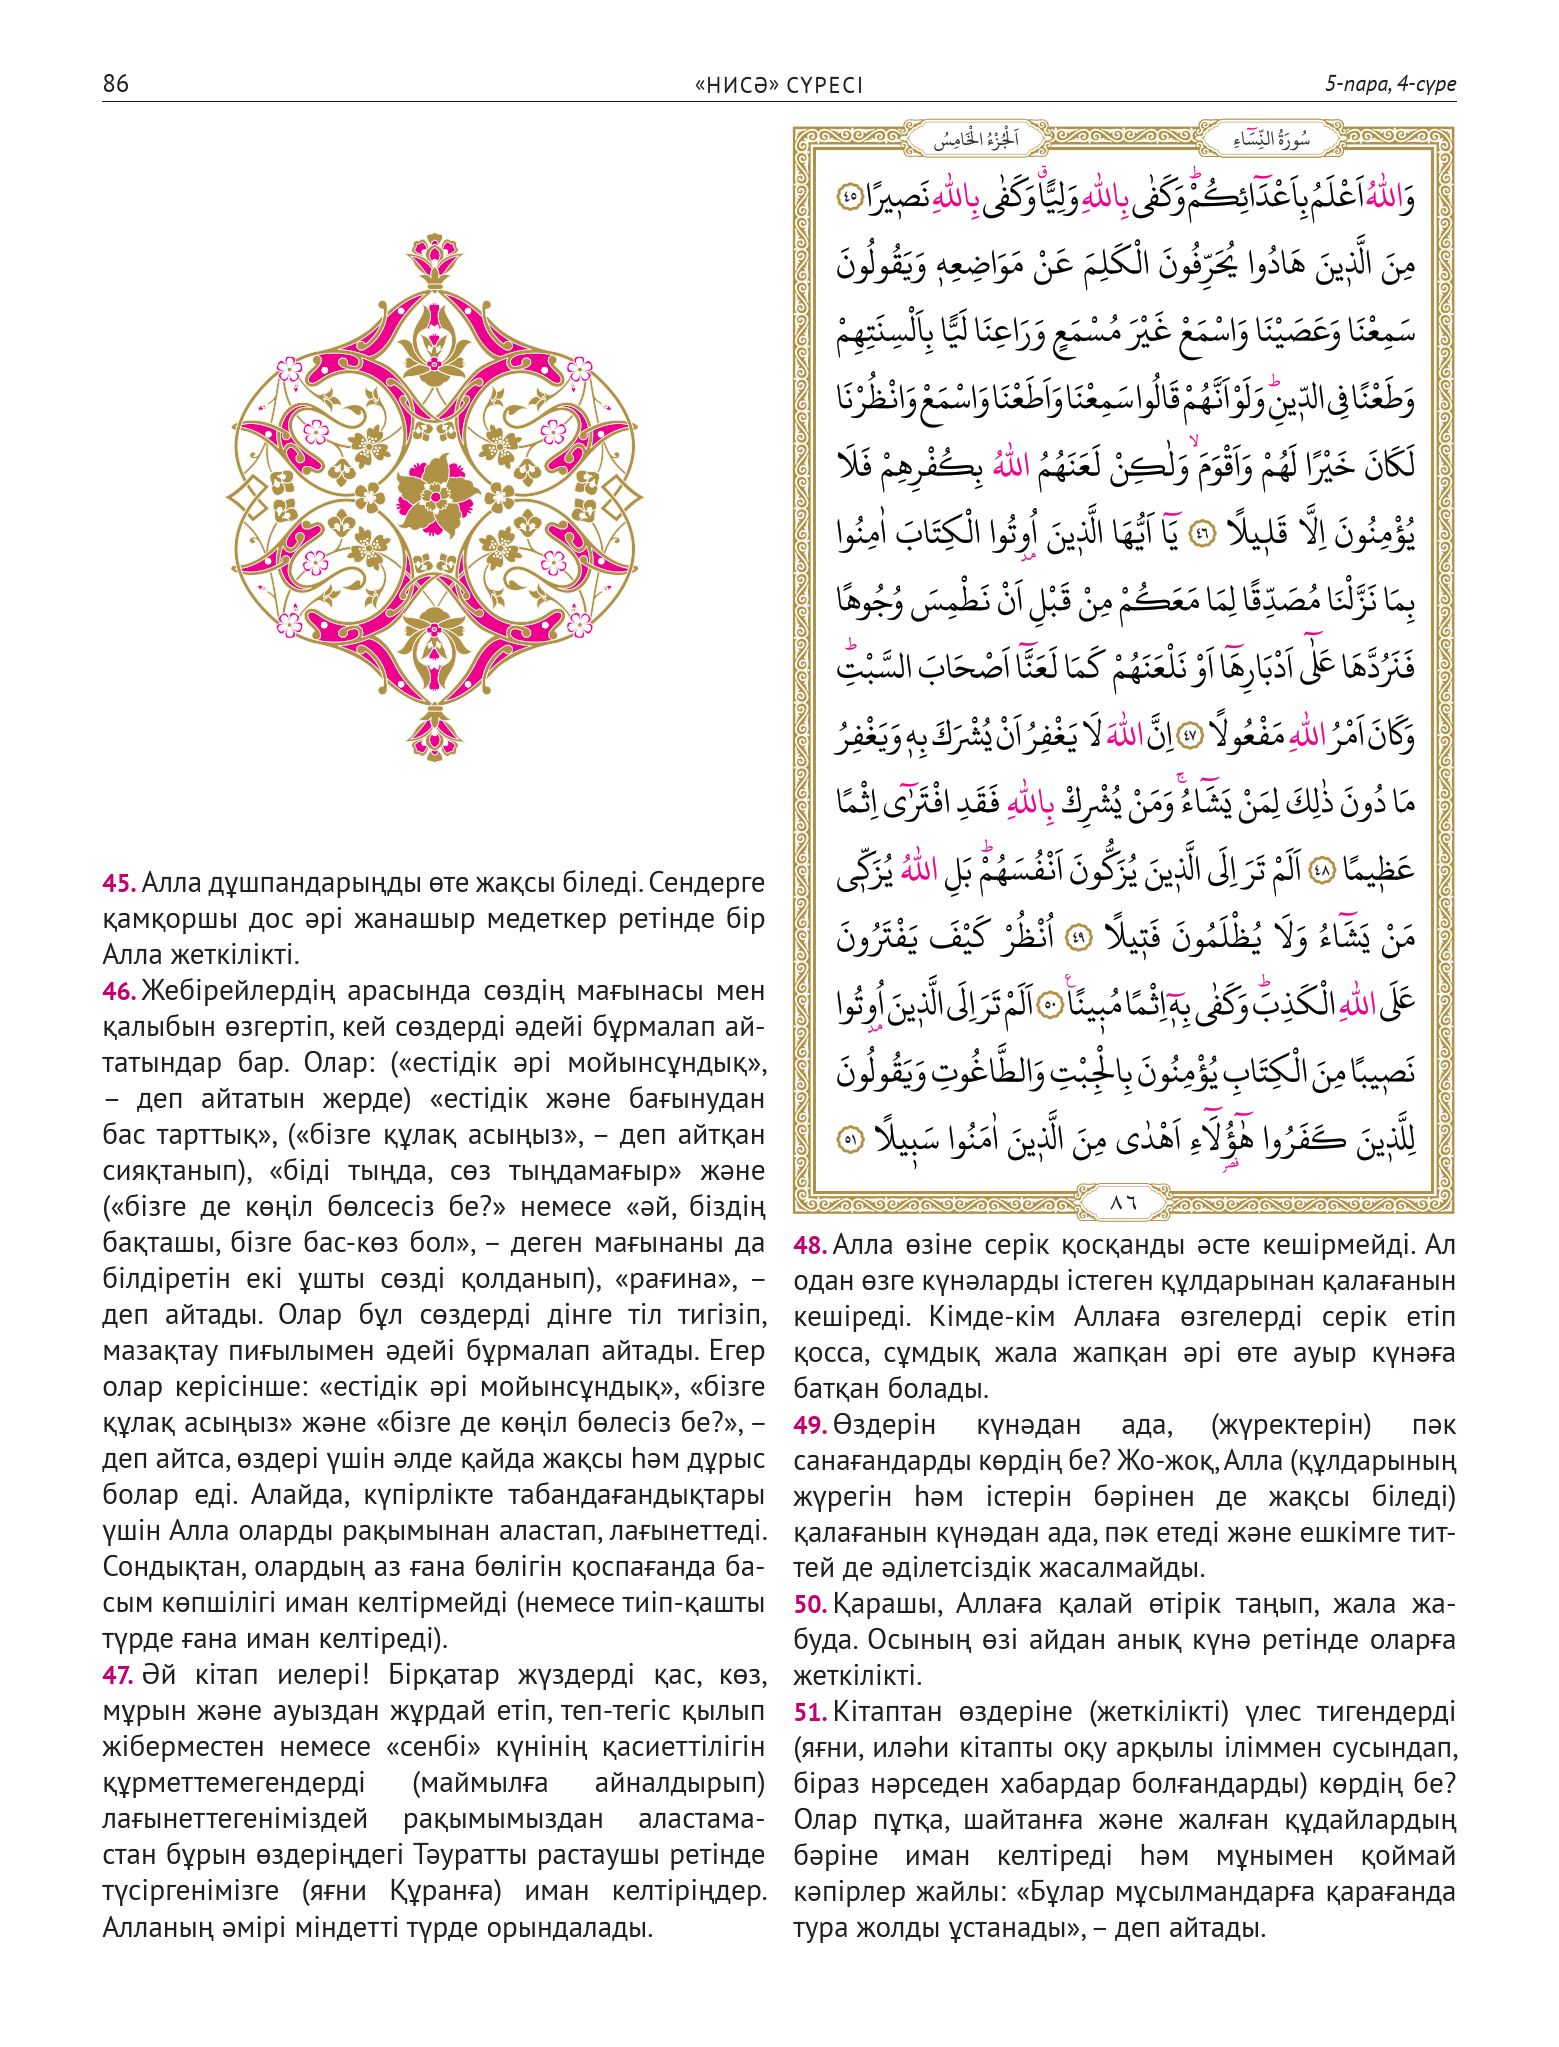 86
«НИСӘ» СҮРЕСІ
5-пара, 4-сүре
سُورَةُ النِّسَٓاءِ
اَلْجُزْءُ الْخَامِسُ
وَاللّٰهُ اَعْلَمُ بِاَعْدَٓائِكُمْؕ وَكَفٰى بِاللّٰهِ وَلِيًّاۗ وَكَفٰى بِاللّٰهِ نَصٖيرًا ﴿٤٥﴾
مِنَ الَّذٖينَ هَادُوا يُحَرِّفُونَ الْكَلِمَ عَنْ مَوَاضِعِهٖ وَيَقُولُونَ
سَمِعْنَا وَعَصَيْنَا وَاسْمَعْ غَيْرَ مُسْمَعٍ وَرَاعِنَا لَيًّا بِاَلْسِنَتِهِمْ
وَطَعْنًا فِى الدّٖينِؕ وَلَوْ اَنَّهُمْ قَالُوا سَمِعْنَا وَاَطَعْنَا وَاسْمَعْ وَانْظُرْنَا
لَكَانَ خَيْرًا لَهُمْ وَاَقْوَمَۙ وَلٰكِنْ لَعَنَهُمُ اللّٰهُ بِكُفْرِهِمْ فَلَا
يُؤْمِنُونَ اِلَّا قَلٖيلًا ﴿٤٦﴾ يَٓا اَيُّهَا الَّذٖينَ اُوتُوا الْكِتَابَ اٰمِنُوا
بِمَا نَزَّلْنَا مُصَدِّقًا لِمَا مَعَكُمْ مِنْ قَبْلِ اَنْ نَطْمِسَ وُجُوهًا
فَنَرُدَّهَا عَلٰٓى اَدْبَارِهَٓا اَوْ نَلْعَنَهُمْ كَمَا لَعَنَّٓا اَصْحَابَ السَّبْتِؕ
وَكَانَ اَمْرُ اللّٰهِ مَفْعُولًا ﴿٤٧﴾ اِنَّ اللّٰهَ لَا يَغْفِرُ اَنْ يُشْرَكَ بِهٖ وَيَغْفِرُ
مَا دُونَ ذٰلِكَ لِمَنْ يَشَٓاءُۚ وَمَنْ يُشْرِكْ بِاللّٰهِ فَقَدِ افْتَرٰٓى اِثْمًا
عَظٖيمًا ﴿٤٨﴾ اَلَمْ تَرَ اِلَى الَّذٖينَ يُزَكُّونَ اَنْفُسَهُمْؕ بَلِ اللّٰهُ يُزَكّٖى
مَنْ يَشَٓاءُ وَلَا يُظْلَمُونَ فَتٖيلًا ﴿٤٩﴾ اُنْظُرْ كَيْفَ يَفْتَرُونَ
عَلَى اللّٰهِ الْكَذِبَؕ وَكَفٰى بِهٖٓ اِثْمًا مُبٖينًا ﴿٥٠﴾ اَلَمْ تَرَ اِلَى الَّذٖينَ اُوتُوا
نَصٖيبًا مِنَ الْكِتَابِ يُؤْمِنُونَ بِالْجِبْتِ وَالطَّاغُوتِ وَيَقُولُونَ
لِلَّذٖينَ كَفَرُوا هٰٓؤُلَٓاءِ اَهْدٰى مِنَ الَّذٖينَ اٰمَنُوا سَبٖيلًا ﴿٥١﴾
٨٦
45. Алла дұшпандарыңды өте жақсы біледі. Сендерге
қамқоршы дос әрі жанашыр медеткер ретінде бір
Алла жеткілікті.
46. Жебірейлердің арасында сөздің мағынасы мен
қалыбын өзгертіп, кей сөздерді әдейі бұрмалап ай-
татындар бар. Олар: («естідік әрі мойынсұндық»,
– деп айтатын жерде) «естідік және бағынудан
бас тарттық», («бізге құлақ асыңыз», – деп айтқан
сияқтанып), «біді тыңда, сөз тыңдамағыр» және
(«бізге де көңіл бөлсесіз бе?» немесе «әй, біздің
бақташы, бізге бас-көз бол», – деген мағынаны да
білдіретін екі ұшты сөзді қолданып), «рағина», –
деп айтады. Олар бұл сөздерді дінге тіл тигізіп,
мазақтау пиғылымен әдейі бұрмалап айтады. Егер
олар керісінше: «естідік әрі мойынсұндық», «бізге
құлақ асыңыз» және «бізге де көңіл бөлесіз бе?», –
деп айтса, өздері үшін әлде қайда жақсы һәм дұрыс
болар еді. Алайда, күпірлікте табандағандықтары
үшін Алла оларды рақымынан аластап, лағынеттеді.
Сондықтан, олардың аз ғана бөлігін қоспағанда ба-
сым көпшілігі иман келтірмейді (немесе тиіп-қашты
түрде ғана иман келтіреді).
47. Әй кітап иелері! Бірқатар жүздерді қас, көз,
мұрын және ауыздан жұрдай етіп, теп-тегіс қылып
жіберместен немесе «сенбі» күнінің қасиеттілігін
құрметтемегендерді (маймылға айналдырып)
лағынеттегеніміздей рақымымыздан аластама-
стан бұрын өздеріңдегі Тәуратты растаушы ретінде
түсіргенімізге (яғни Құранға) иман келтіріңдер.
Алланың әмірі міндетті түрде орындалады.
48. Алла өзіне серік қосқанды әсте кешірмейді. Ал
одан өзге күнәларды істеген құлдарынан қалағанын
кешіреді. Кімде-кім Аллаға өзгелерді серік етіп
қосса, сұмдық жала жапқан әрі өте ауыр күнәға
батқан болады.
49. Өздерін күнәдан ада, (жүректерін) пәк
санағандарды көрдің бе? Жо-жоқ, Алла (құлдарының
жүрегін һәм істерін бәрінен де жақсы біледі)
қалағанын күнәдан ада, пәк етеді және ешкімге тит-
тей де әділетсіздік жасалмайды.
50. Қарашы, Аллаға қалай өтірік таңып, жала жа-
буда. Осының өзі айдан анық күнә ретінде оларға
жеткілікті.
51. Кітаптан өздеріне (жеткілікті) үлес тигендерді
(яғни, иләһи кітапты оқу арқылы іліммен сусындап,
біраз нәрседен хабардар болғандарды) көрдің бе?
Олар пұтқа, шайтанға және жалған құдайлардың
бәріне иман келтіреді һәм мұнымен қоймай
кәпірлер жайлы: «Бұлар мұсылмандарға қарағанда
тура жолды ұстанады», – деп айтады.